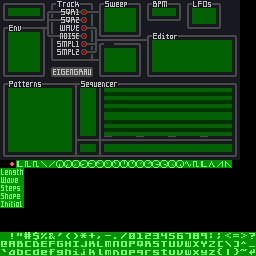 Track Sweep BPM LFOs
SQR1
SQR2
Env WAVE
NOISE Editor
SMPL1
SMPL2
EIGENGRAU
Patterns Sequencer
Length
Wave
Steps
Shape
Initial
!"#$%&'()*+,-./0123456789:;<=>?
@ABCDEFGHIJKLMNOPQRSTUVWXYZ[\]^_
`abcdefghijklmnopqrstuvwxyz{|}~